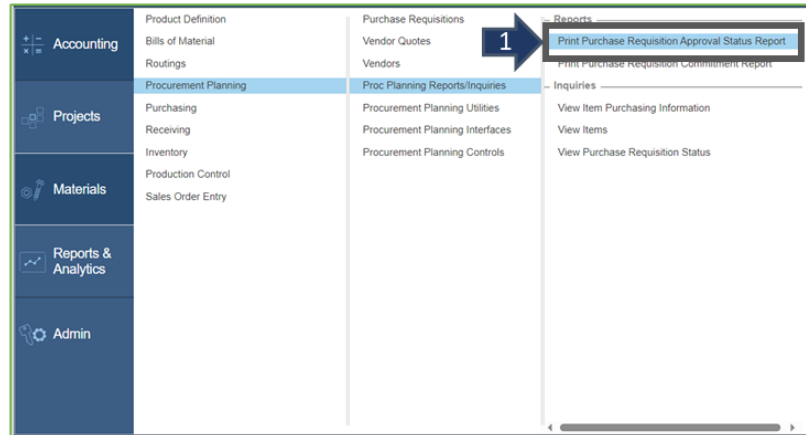 Accounting
Projects
Materials
Reports &
Analytics
Admin
Product Definition
Bills of Material
Routings
Procurement Planning
Purchasing
Receiving
Inventory
Production Control
Sales Order Entry
Purchase Requisitions
Vendor Quotes
Vendors
Proc Planning Reports/Inquiries
Procurement Planning Utilities
Procurement Planning Interfaces
Procurement Planning Controls
1
Reports
Print Purchase Requisition Approval Status Report
Print Purchase Requisition Commitment Report
Inquiries
View Item Purchasing Information
View Items
View Purchase Requisition Status